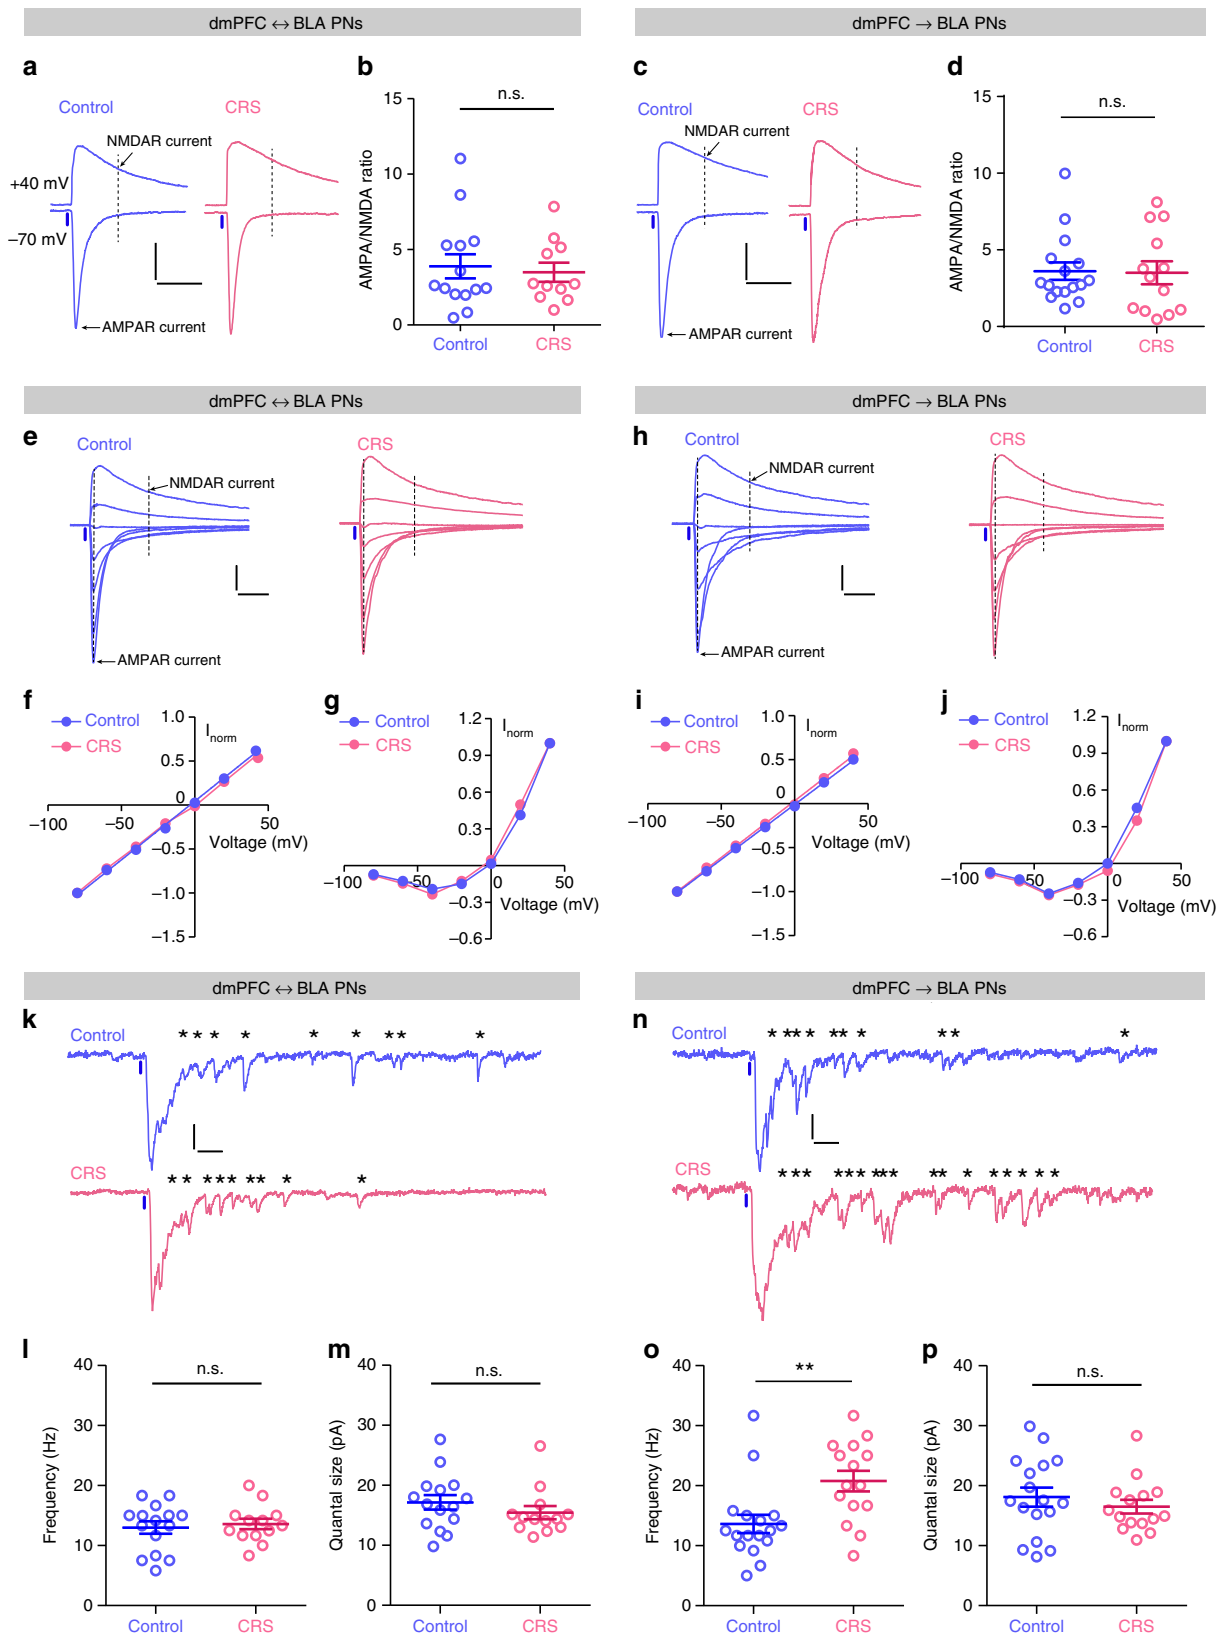 dmPFC ↔ BLA PNs
dmPFC → BLA PNs
a
b
c
d
Control
CRS
NMDAR current
+40 mV
–70 mV
AMPAR current
15
10
5
0
AMPA/NMDA ratio
n.s.
Control
CRS
Control
CRS
NMDAR current
AMPAR current
15
10
5
0
AMPA/NMDA ratio
n.s.
Control
CRS
dmPFC ↔ BLA PNs
dmPFC → BLA PNs
e
h
Control
CRS
NMDAR current
AMPAR current
Control
CRS
NMDAR current
AMPAR current
f
Control
CRS
1.0
Inorm
0.5
0
–100
–50
50
Voltage (mV)
–0.5
–1.0
–1.5
g
Control
CRS
1.2
Inorm
0.9
0.6
0.3
–100
–50
0
50
–0.3
Voltage (mV)
–0.6
i
Control
CRS
1.0
Inorm
0.5
0
–100
–50
50
Voltage (mV)
–0.5
–1.0
–1.5
j
Control
CRS
1.2
Inorm
0.9
0.6
0.3
–100
–50
0
50
–0.3
Voltage (mV)
–0.6
dmPFC ↔ BLA PNs
dmPFC → BLA PNs
k
Control
* * * * * * * * *
CRS
* * * * * * * * *
n
Control
* * * * * * * * * *
CRS
* * * * * * * * * * * * * * * * *
l
40
30
20
10
0
Frequency (Hz)
n.s.
Control
CRS
m
40
30
20
10
0
Quantal size (pA)
n.s.
Control
CRS
o
40
30
20
10
0
Frequency (Hz)
**
Control
CRS
p
40
30
20
10
0
Quantal size (pA)
n.s.
Control
CRS